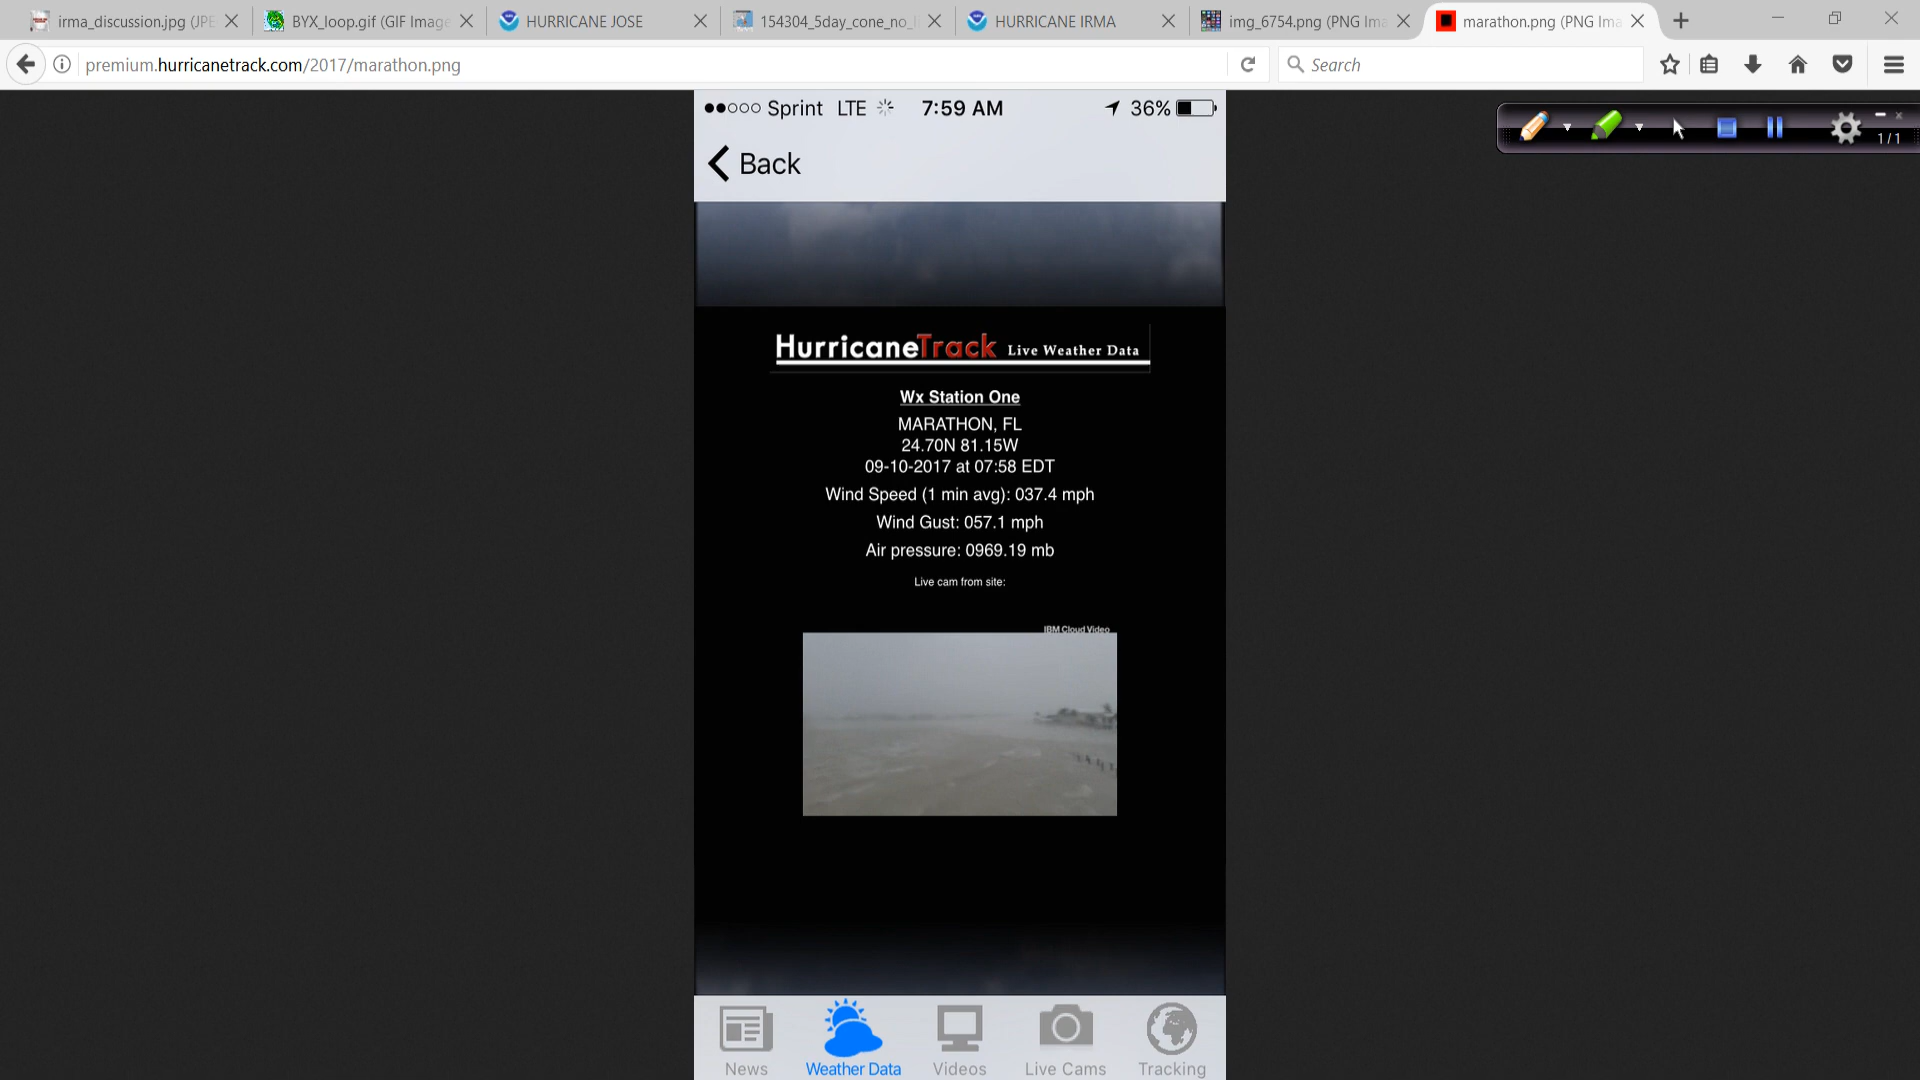 irma_discussion.jpg (JPE
BYX_loop.gif (GIF Image
HURRICANE JOSE
154304_5day_cone_no_l
HURRICANE IRMA
img_6754.png (PNG Ima
marathon.png (PNG Ima
premium.hurricanetrack.com/2017/marathon.png
Search
Sprint LTE 7:59 AM 36%
1/1
Back
HurricaneTrack Live Weather Data
Wx Station One
MARATHON, FL
24.70N 81.15W
09-10-2017 at 07:58 EDT
Wind Speed (1 min avg): 037.4 mph
Wind Gust: 057.1 mph
Air pressure: 0969.19 mb
Live cam from site:
IBM Cloud Video
News
Weather Data
Videos
Live Cams
Tracking